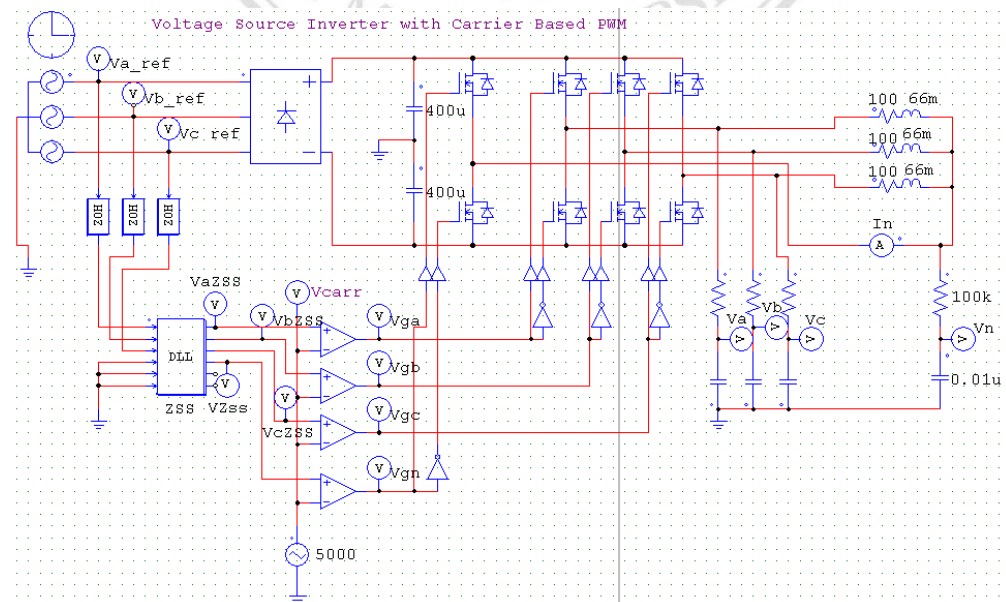 Voltage Source Inverter with Carrier Based PWM
V
Va_ref
V
Vb_ref
V
Vc_ref
+
−
400u
400u
100 66m
100 66m
100 66m
ZOH
ZOH
ZOH
In
A
VaZSS
V
V
Vcarr
V
VbZSS
V
Vga
+
−
DLL
ZSS
V
VZss
V
VcZSS
V
Vgb
+
−
V
Vgc
+
−
V
Vgn
+
−
5000
Va
V
Vb
V
Vc
V
100k
V
Vn
0.01u